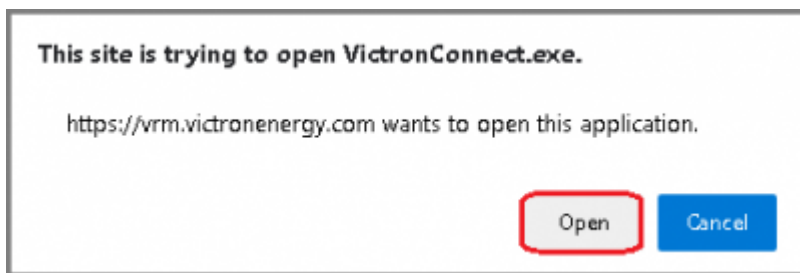 This site is trying to open VictronConnect.exe.
https://vrm.victronenergy.com wants to open this application.
Open Cancel